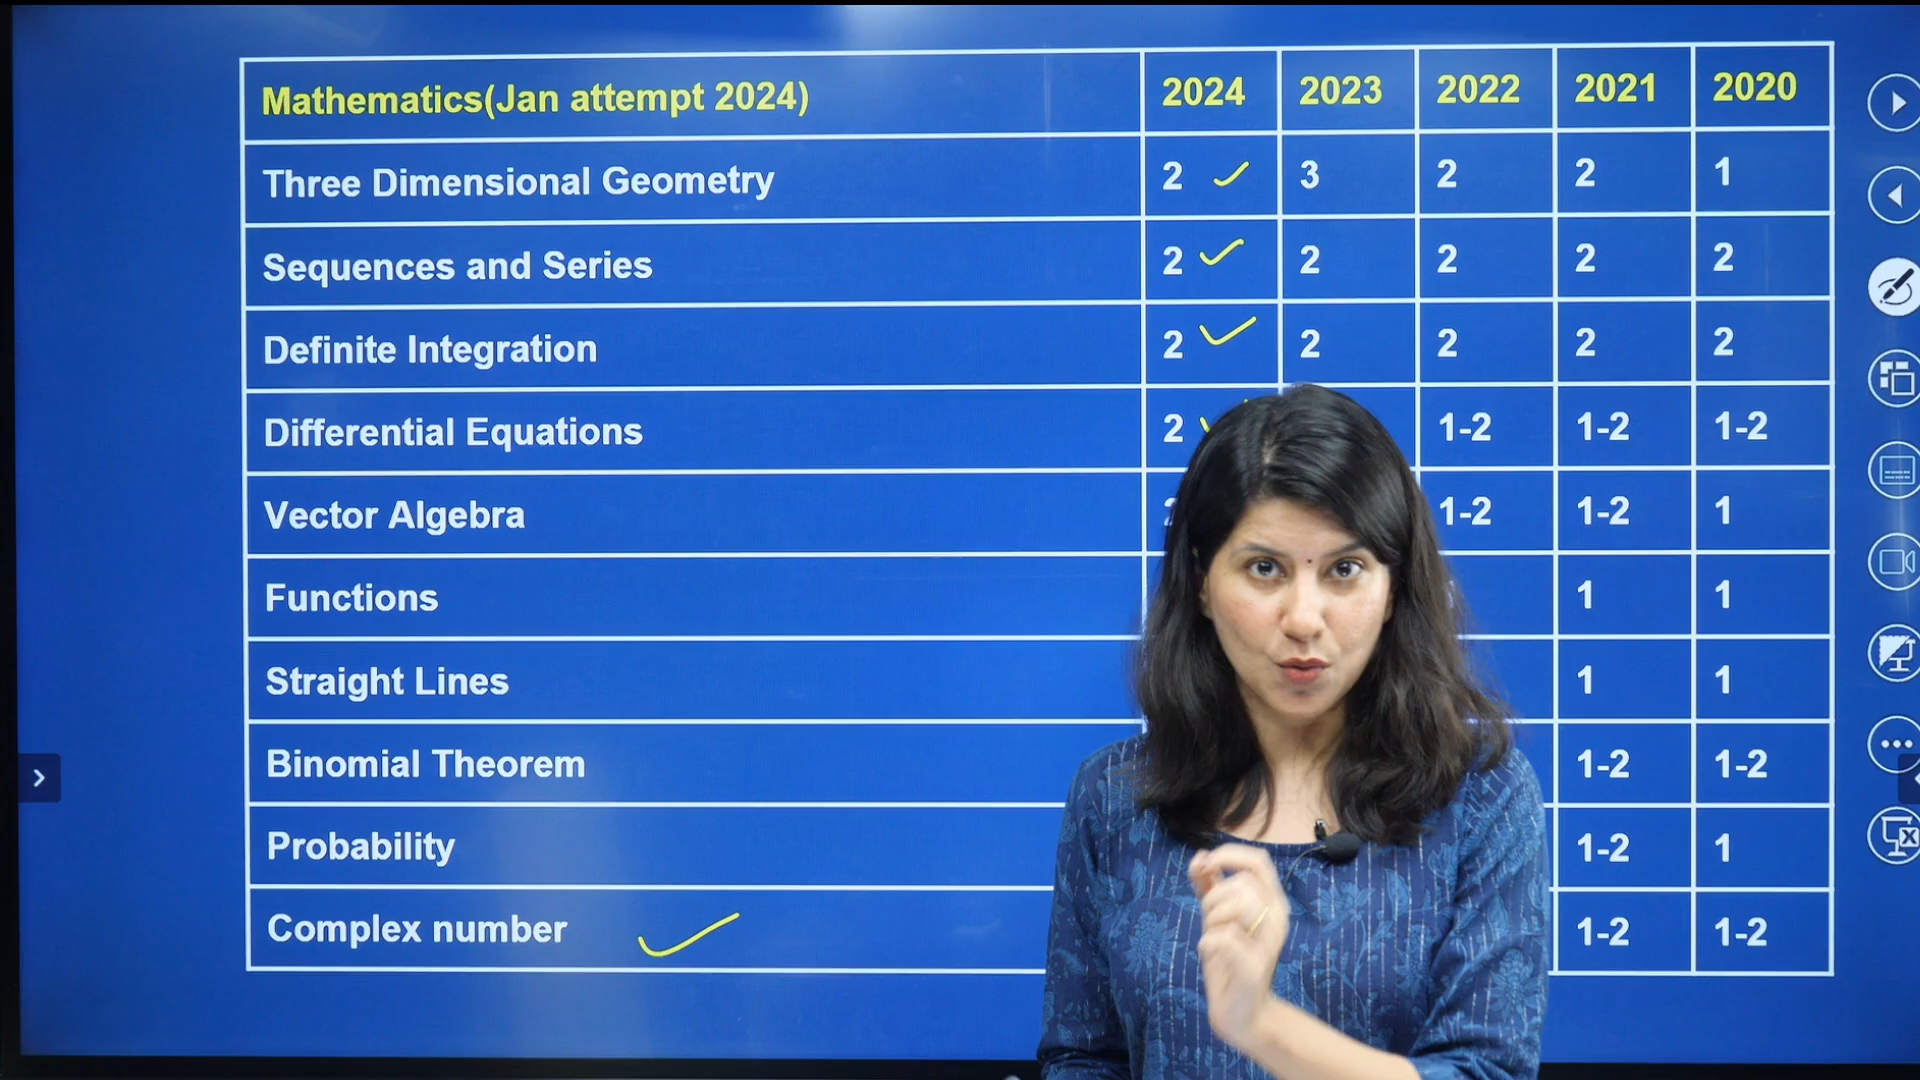 Mathematics(Jan attempt 2024) 2024 2023 2022 2021 2020
Three Dimensional Geometry 2 3 2 2 1
Sequences and Series 2 2 2 2 2
Definite Integration 2 2 2 2 2
Differential Equations 2 1-2 1-2 1-2
Vector Algebra 1-2 1-2 1
Functions 1 1
Straight Lines 1 1
Binomial Theorem 1-2 1-2
Probability 1-2 1
Complex number 1-2 1-2